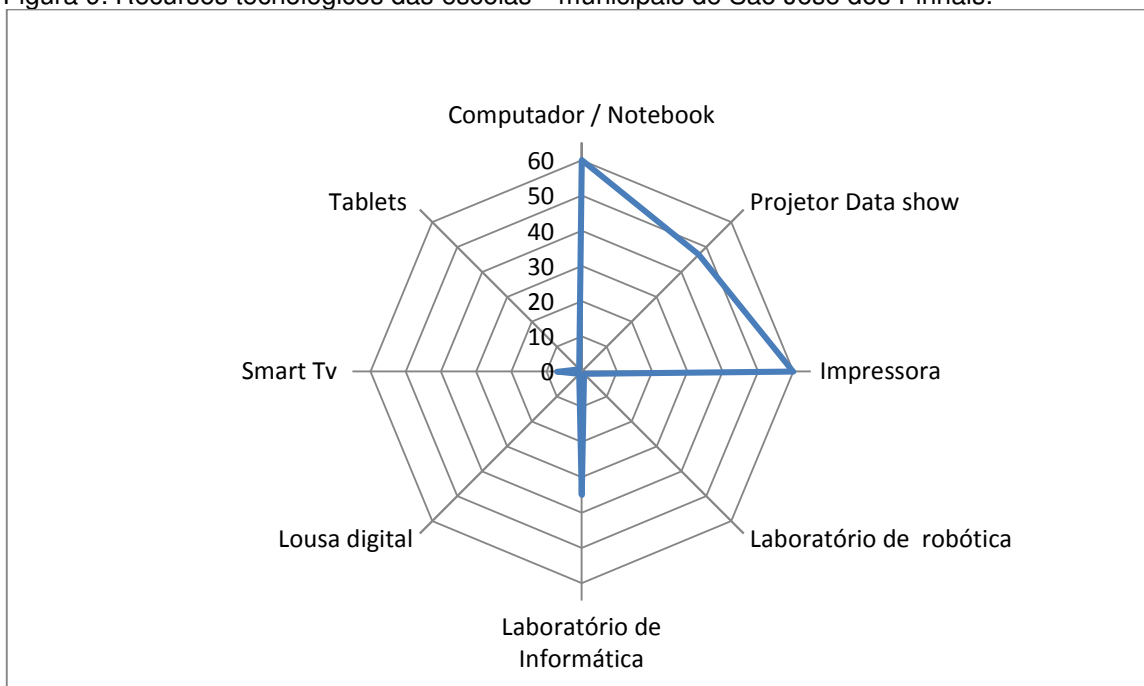 Computador / Notebook
60
Tablets
Projetor Data show
50
40
30
20
10
Smart Tv
0
Impressora
Lousa digital
Laboratório de robótica
Laboratório de
Informática